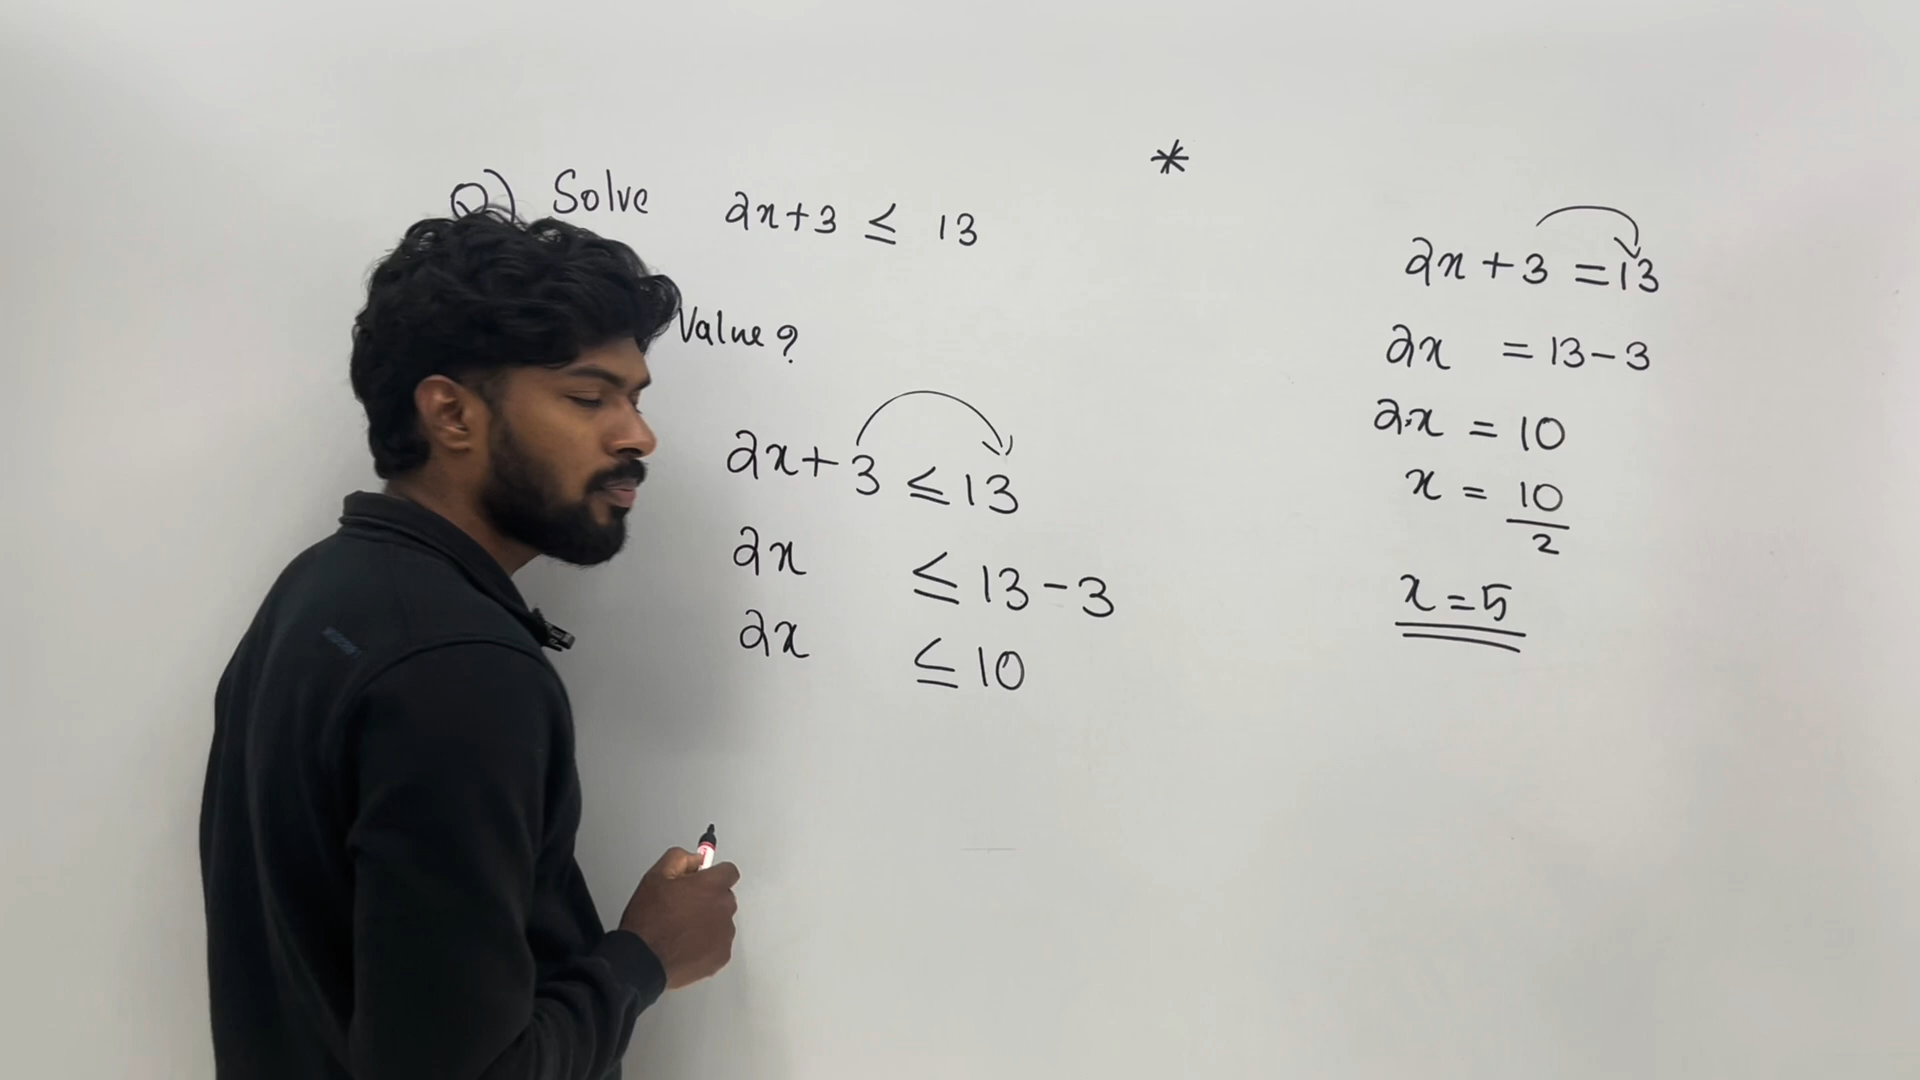 Q) Solve 2x+3 ≤ 13
Value?
2x+3 ≤ 13
2x ≤ 13-3
2x ≤ 10
*
2x+3 = 13
2x = 13-3
2x = 10
x = 10/2
x = 5